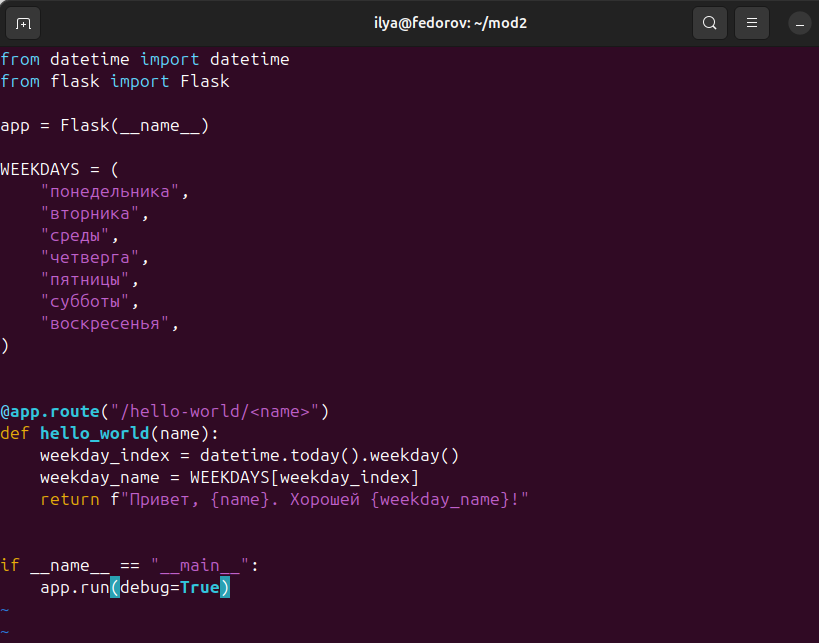 ilya@fedorov: ~/mod2
from datetime import datetime
from flask import Flask

app = Flask(__name__)

WEEKDAYS = (
    "понедельника",
    "вторника",
    "среды",
    "четверга",
    "пятницы",
    "субботы",
    "воскресенья",
)


@app.route("/hello-world/<name>")
def hello_world(name):
    weekday_index = datetime.today().weekday()
    weekday_name = WEEKDAYS[weekday_index]
    return f"Привет, {name}. Хорошей {weekday_name}!"


if __name__ == "__main__":
    app.run(debug=True)
~
~